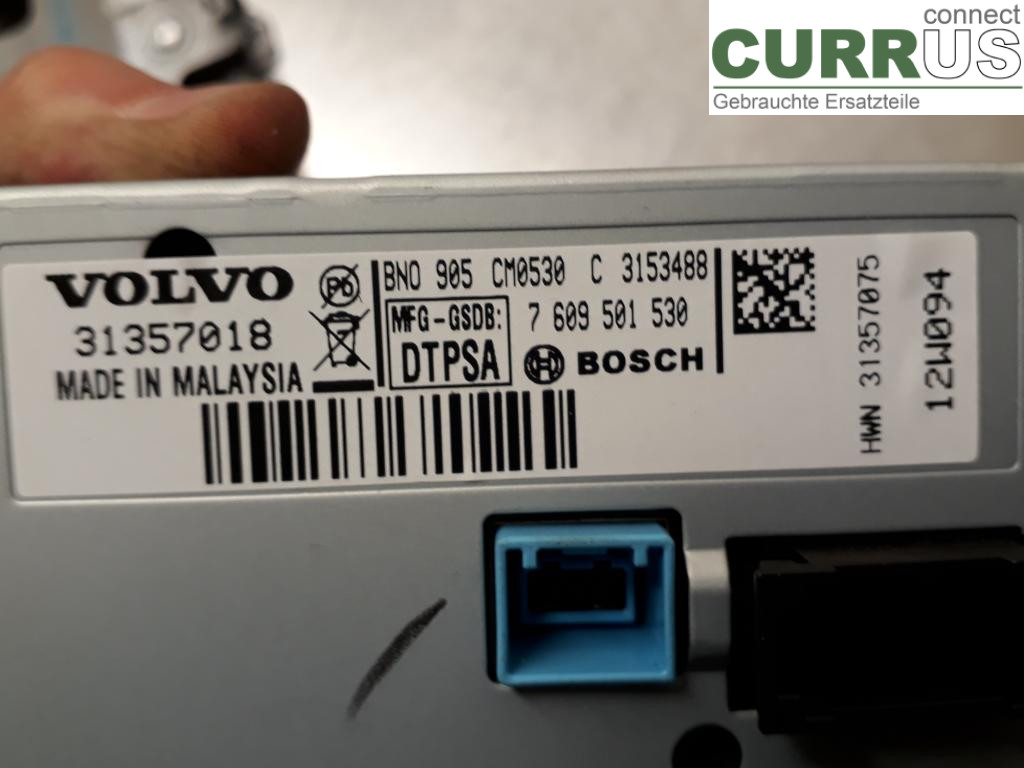 connect
CURRUS
Gebrauchte Ersatzteile
VOLVO
31357018
MADE IN MALAYSIA
Pb
BNO 905 CM0530 C 3153488
MFG-GSDB:
DTPSA
7 609 501 530
BOSCH
HWN 31357075
12W094